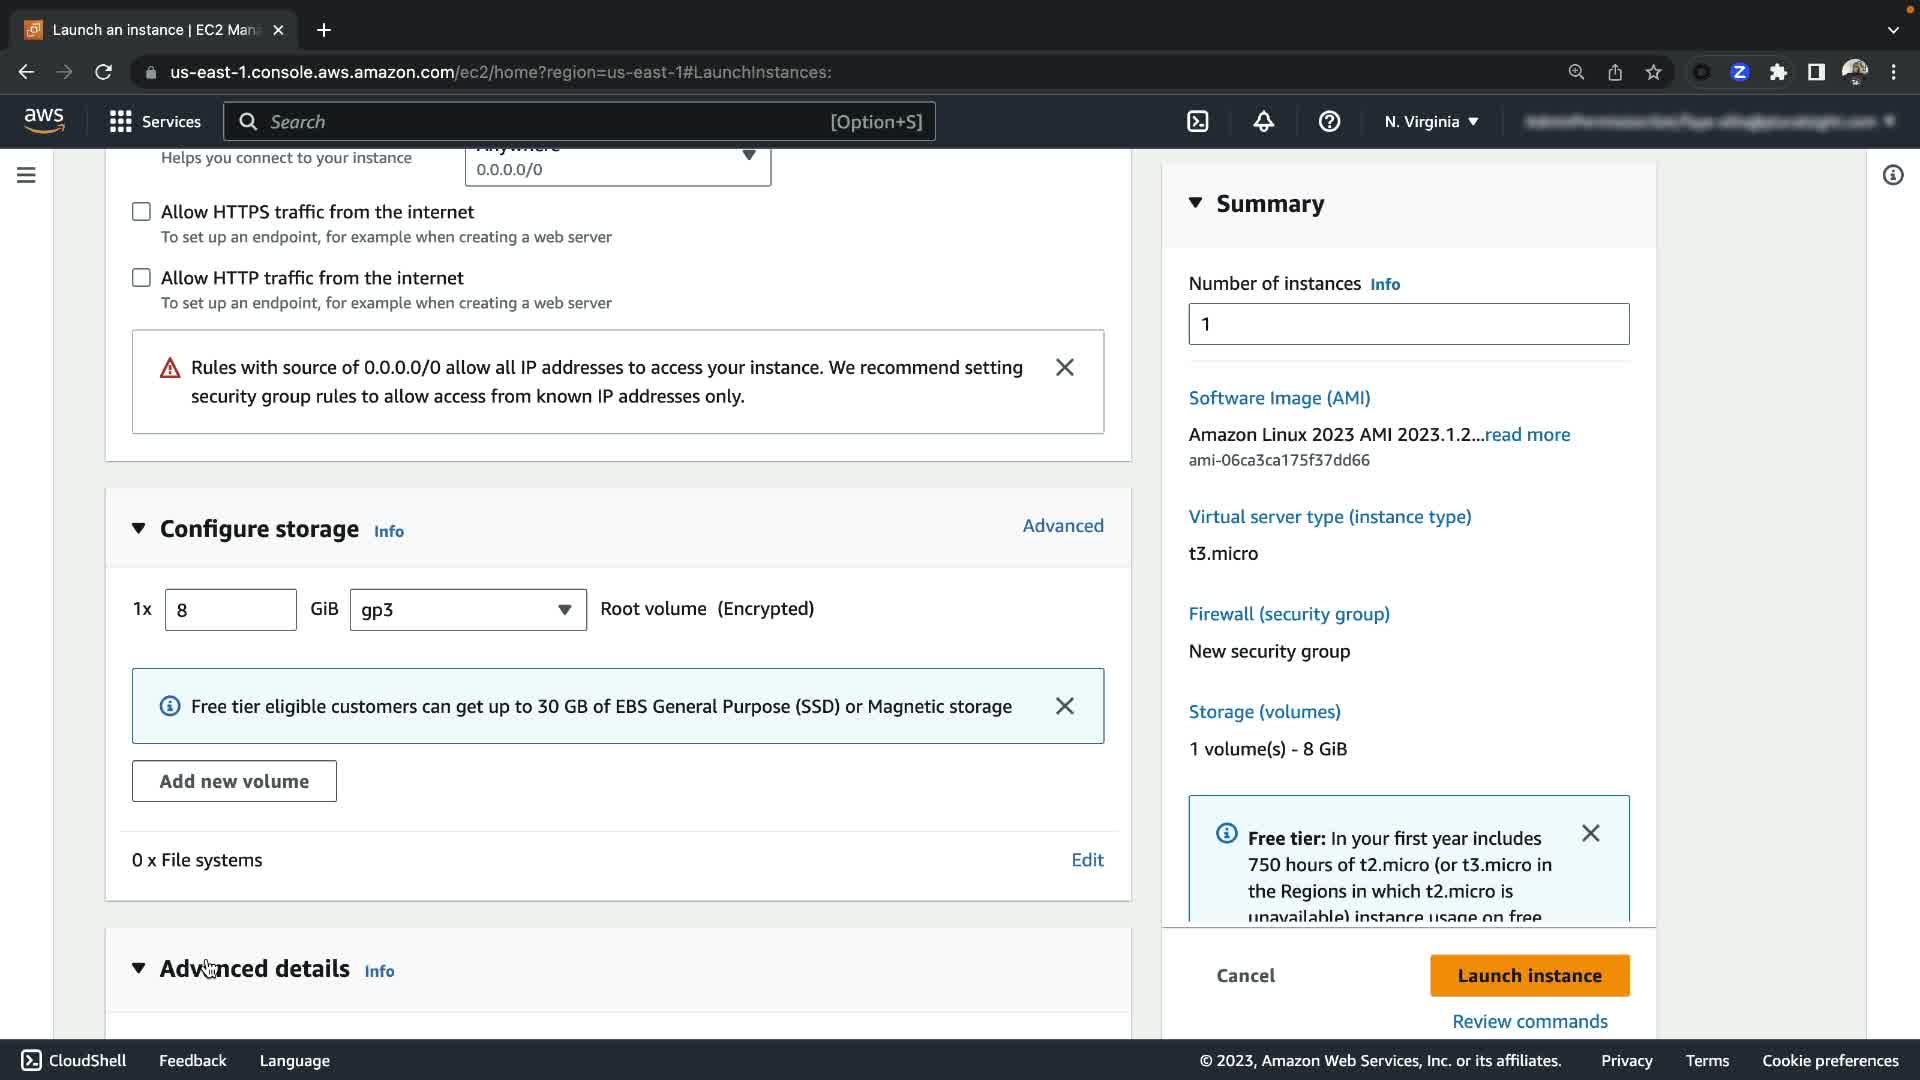 Launch an instance | EC2 Mana
us-east-1.console.aws.amazon.com/ec2/home?region=us-east-1#LaunchInstances:
Z
aws
Services
Search
[Option+S]
N. Virginia
Helps you connect to your instance
Anywhere
0.0.0.0/0
Allow HTTPS traffic from the internet
To set up an endpoint, for example when creating a web server
Allow HTTP traffic from the internet
To set up an endpoint, for example when creating a web server
Rules with source of 0.0.0.0/0 allow all IP addresses to access your instance. We recommend setting
security group rules to allow access from known IP addresses only.
Configure storage Info
Advanced
1x 8 GiB gp3 Root volume (Encrypted)
Free tier eligible customers can get up to 30 GB of EBS General Purpose (SSD) or Magnetic storage
Add new volume
0 x File systems
Edit
Advanced details Info
Summary
Number of instances Info
1
Software Image (AMI)
Amazon Linux 2023 AMI 2023.1.2...read more
ami-06ca3ca175f37dd66
Virtual server type (instance type)
t3.micro
Firewall (security group)
New security group
Storage (volumes)
1 volume(s) - 8 GiB
Free tier: In your first year includes
750 hours of t2.micro (or t3.micro in
the Regions in which t2.micro is
unavailable) instance usage on free
Cancel
Launch instance
Review commands
CloudShell
Feedback
Language
© 2023, Amazon Web Services, Inc. or its affiliates.
Privacy
Terms
Cookie preferences